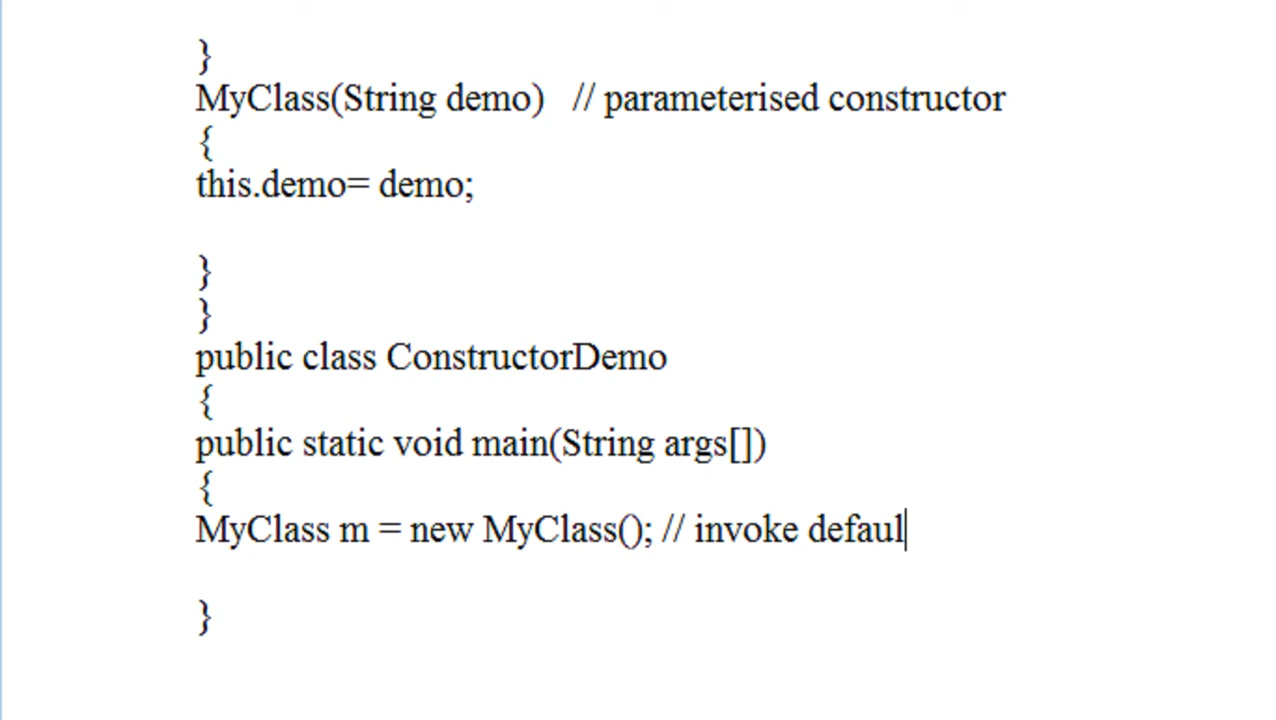 }
MyClass(String demo) // parameterised constructor
{
this.demo= demo;
}
}
public class ConstructorDemo
{
public static void main(String args[])
{
MyClass m = new MyClass(); // invoke defaul
}